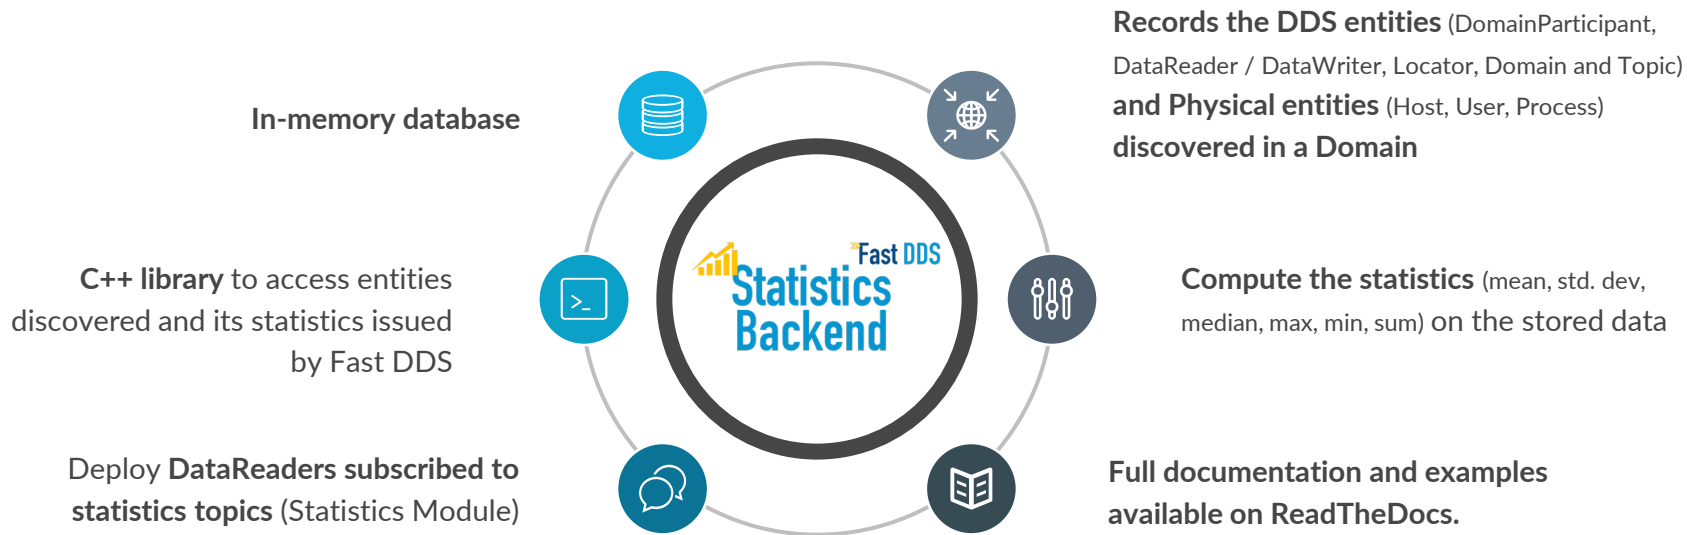 In-memory database
Records the DDS entities (DomainParticipant,
DataReader / DataWriter, Locator, Domain and Topic)
and Physical entities (Host, User, Process)
discovered in a Domain
C++ library to access entities
discovered and its statistics issued
by Fast DDS
>_
Fast DDS
Statistics
Backend
Compute the statistics (mean, std. dev,
median, max, min, sum) on the stored data
Deploy DataReaders subscribed to
statistics topics (Statistics Module)
Full documentation and examples
available on ReadTheDocs.